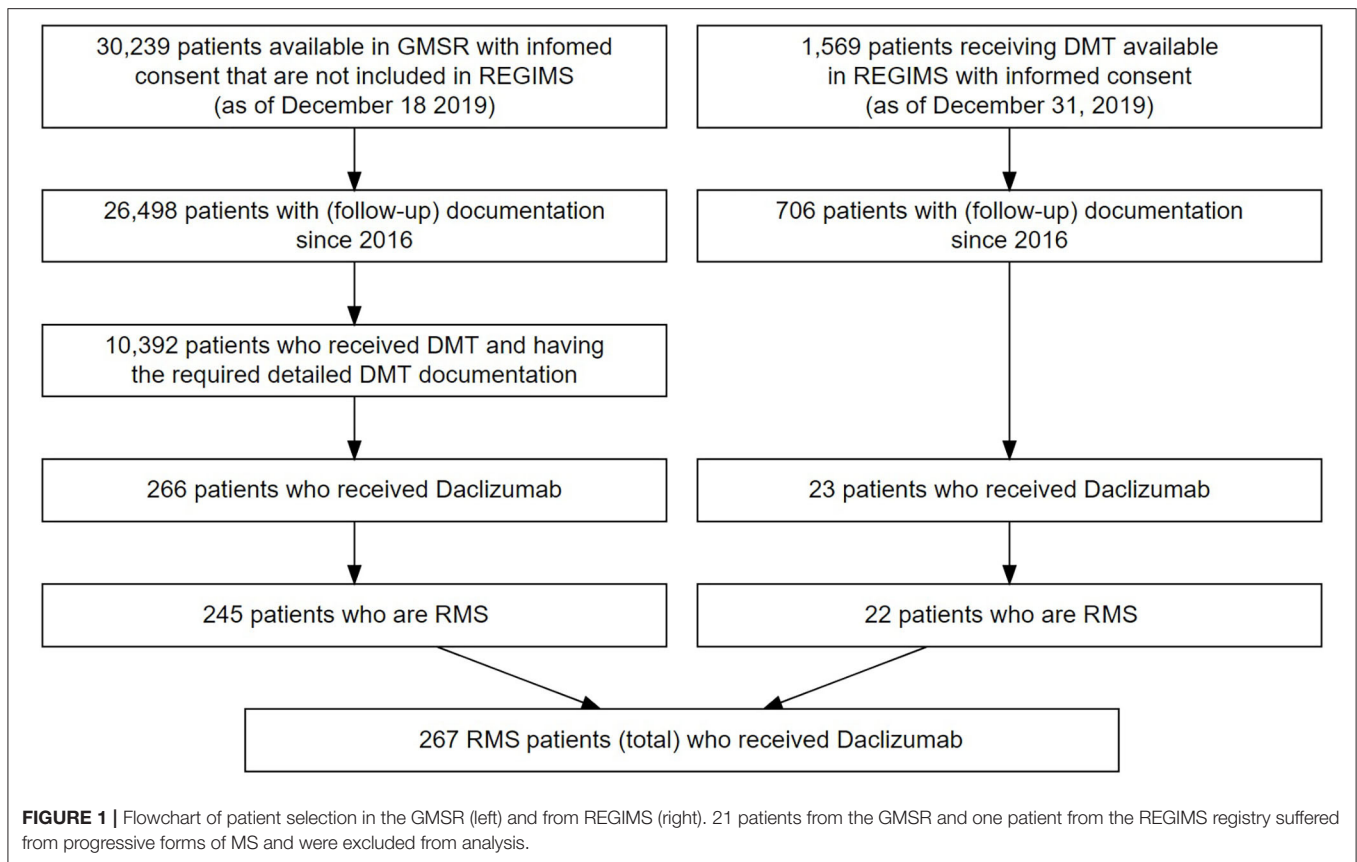 30,239 patients available in GMSR with infomed
consent that are not included in REGIMS
(as of December 18 2019)
1,569 patients receiving DMT available
in REGIMS with informed consent
(as of December 31, 2019)
26,498 patients with (follow-up) documentation
since 2016
706 patients with (follow-up) documentation
since 2016
10,392 patients who received DMT and having
the required detailed DMT documentation
266 patients who received Daclizumab
23 patients who received Daclizumab
245 patients who are RMS
22 patients who are RMS
267 RMS patients (total) who received Daclizumab
FIGURE 1 | Flowchart of patient selection in the GMSR (left) and from REGIMS (right). 21 patients from the GMSR and one patient from the REGIMS registry suffered
from progressive forms of MS and were excluded from analysis.